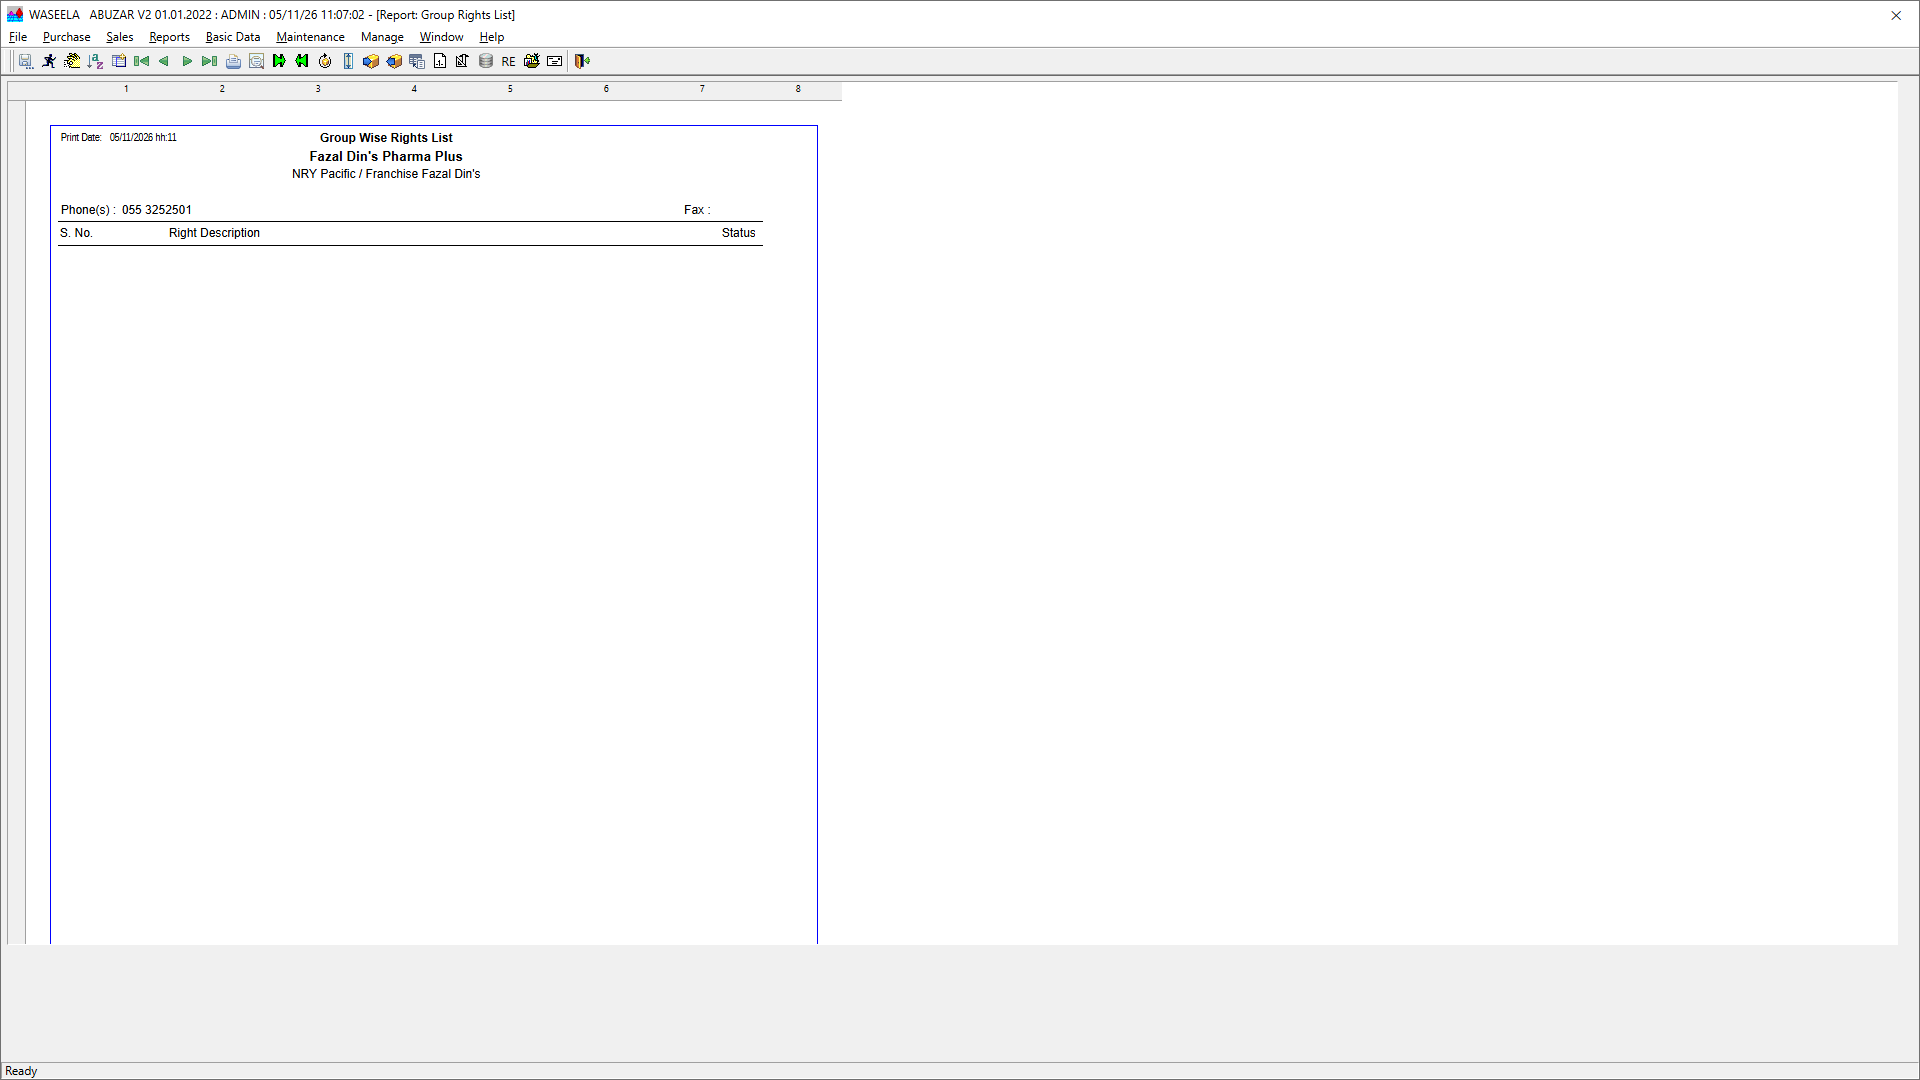 WASEELA ABUZAR V2 01.01.2022 : ADMIN : 05/11/26 11:07:02 - [Report: Group Rights List]
File Purchase Sales Reports Basic Data Maintenance Manage Window Help
RE
1 2 3 4 5 6 7 8
Print Date: 05/11/2026 hh:11
Group Wise Rights List
Fazal Din's Pharma Plus
NRY Pacific / Franchise Fazal Din's
Phone(s) : 055 3252501 Fax :
S. No. Right Description Status
Ready